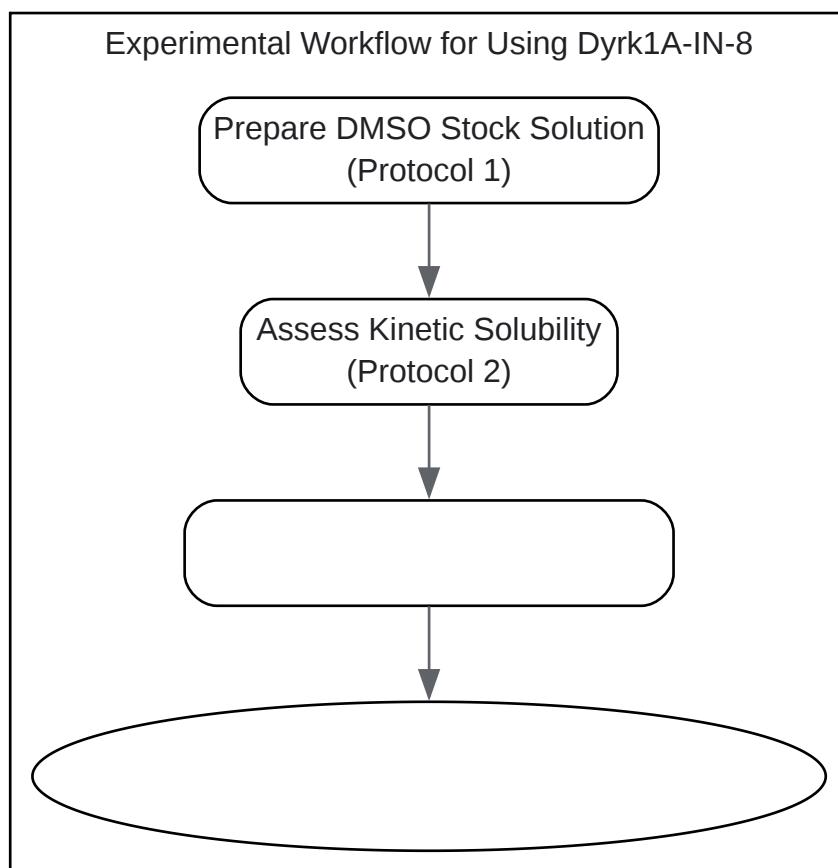 Experimental Workflow for Using Dyrk1A-IN-8
Prepare DMSO Stock Solution
(Protocol 1)
Assess Kinetic Solubility
(Protocol 2)